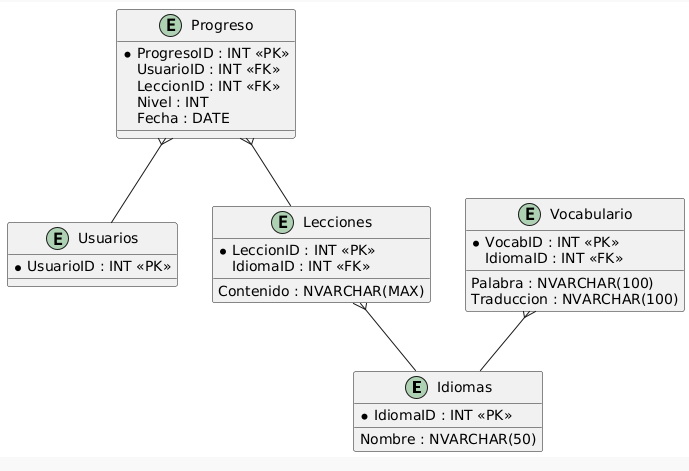 E Progreso
ProgresoID : INT «PK»
UsuarioID : INT «FK»
LeccionID : INT «FK»
Nivel : INT
Fecha : DATE
E Usuarios
UsuarioID : INT «PK»
E Lecciones
LeccionID : INT «PK»
IdiomaID : INT «FK»
Contenido : NVARCHAR(MAX)
E Vocabulario
VocabID : INT «PK»
IdiomaID : INT «FK»
Palabra : NVARCHAR(100)
Traduccion : NVARCHAR(100)
E Idiomas
IdiomaID : INT «PK»
Nombre : NVARCHAR(50)